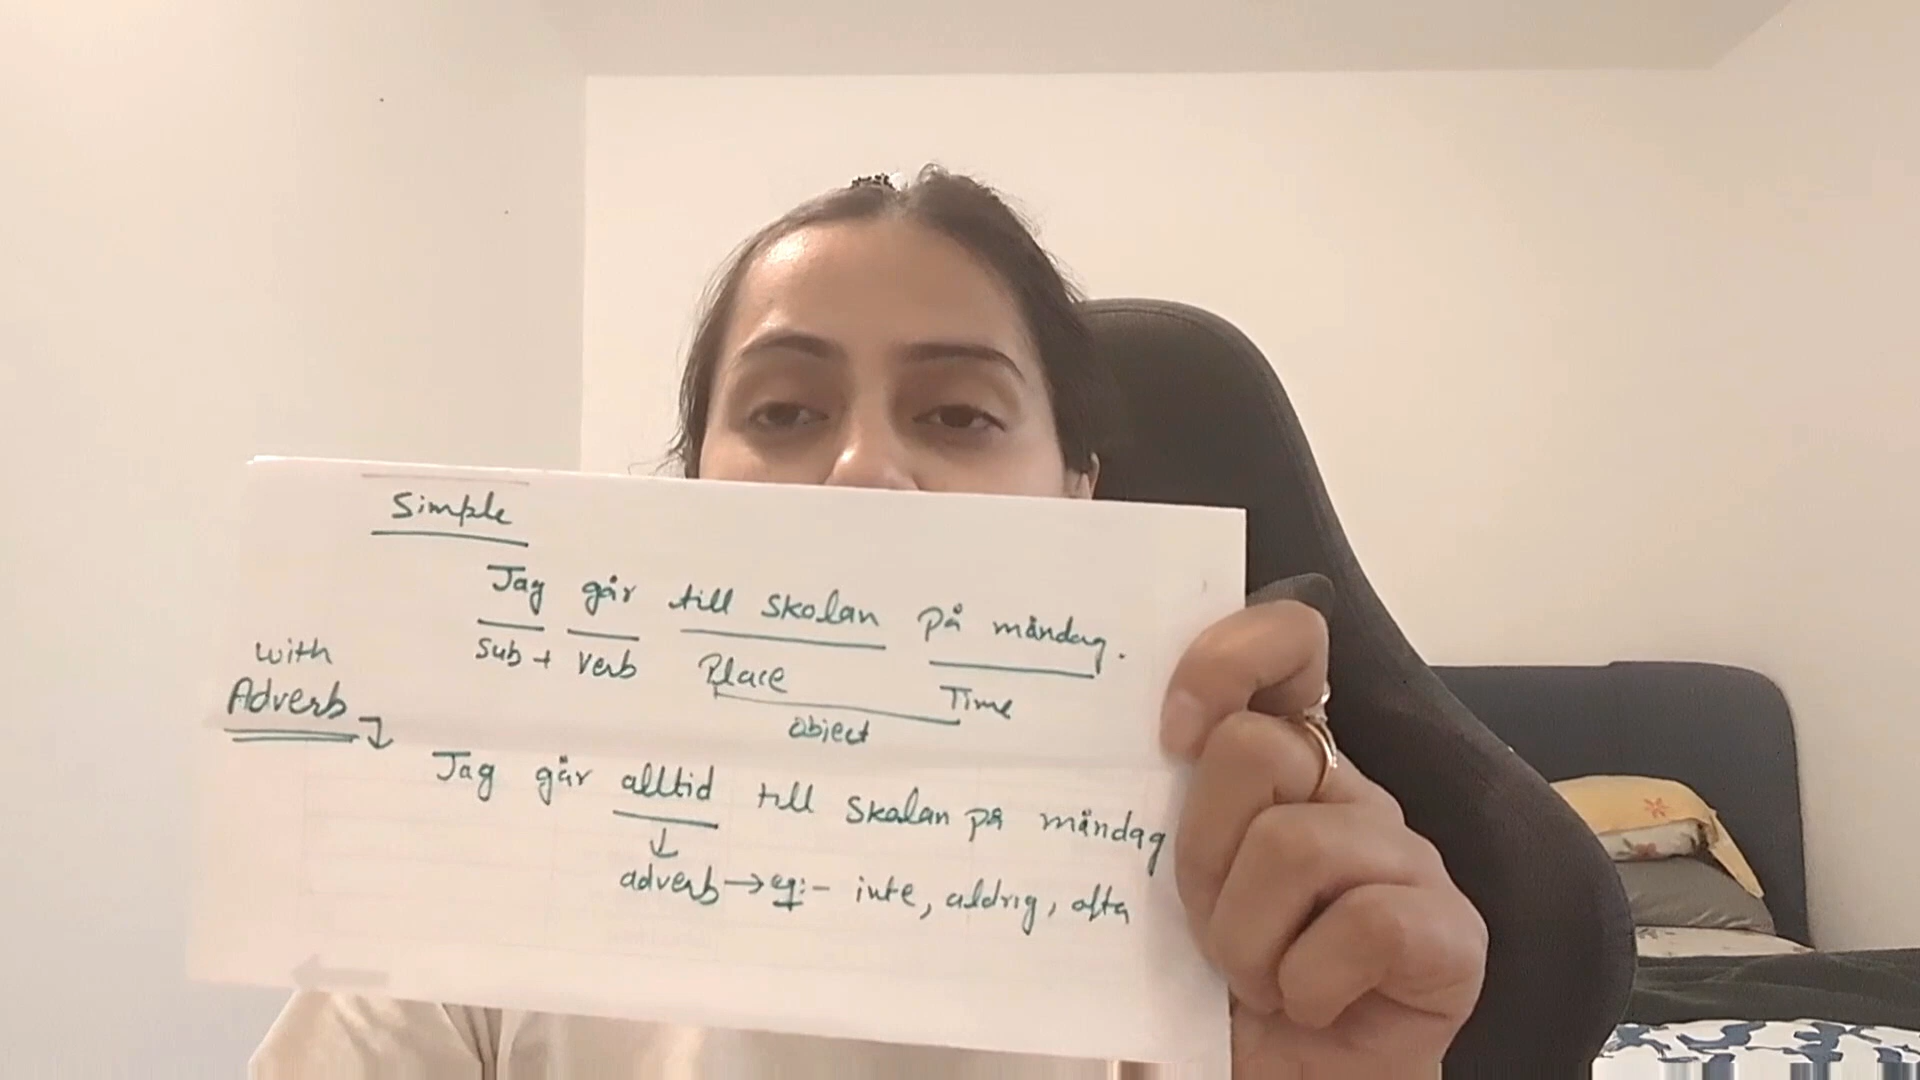 Simple
Jag går till skolan på måndag.
Sub + Verb Place Time
object
with
Adverb
Jag går alltid till skolan på måndag
adverb → eg:- inte, aldrig, ofta